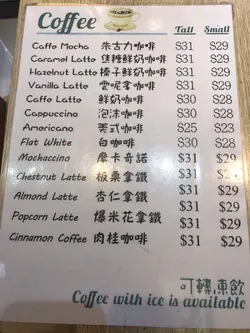 Coffee Tall Small
Caffe Mocha 朱古力咖啡 $31 $29
Caramel Latte 焦糖鮮奶咖啡 $31 $29
Hazelnut Latte 榛子鮮奶咖啡 $31 $29
Vanilla Latte 雲呢拿咖啡 $31 $29
Caffe Latte 鮮奶咖啡 $30 $28
Cappuccino 泡沫咖啡 $30 $28
Americano 美式咖啡 $25 $23
Flat White 白咖啡 $30 $28
Mochaccino 摩卡奇諾 $31 $29
Chestnut Latte 板栗拿鐵 $31 $29
Almond Latte 杏仁拿鐵 $31 $29
Popcorn Latte 爆米花拿鐵 $31 $29
Cinnamon Coffee 肉桂咖啡 $31 $29
可轉凍飲
Coffee with ice is available